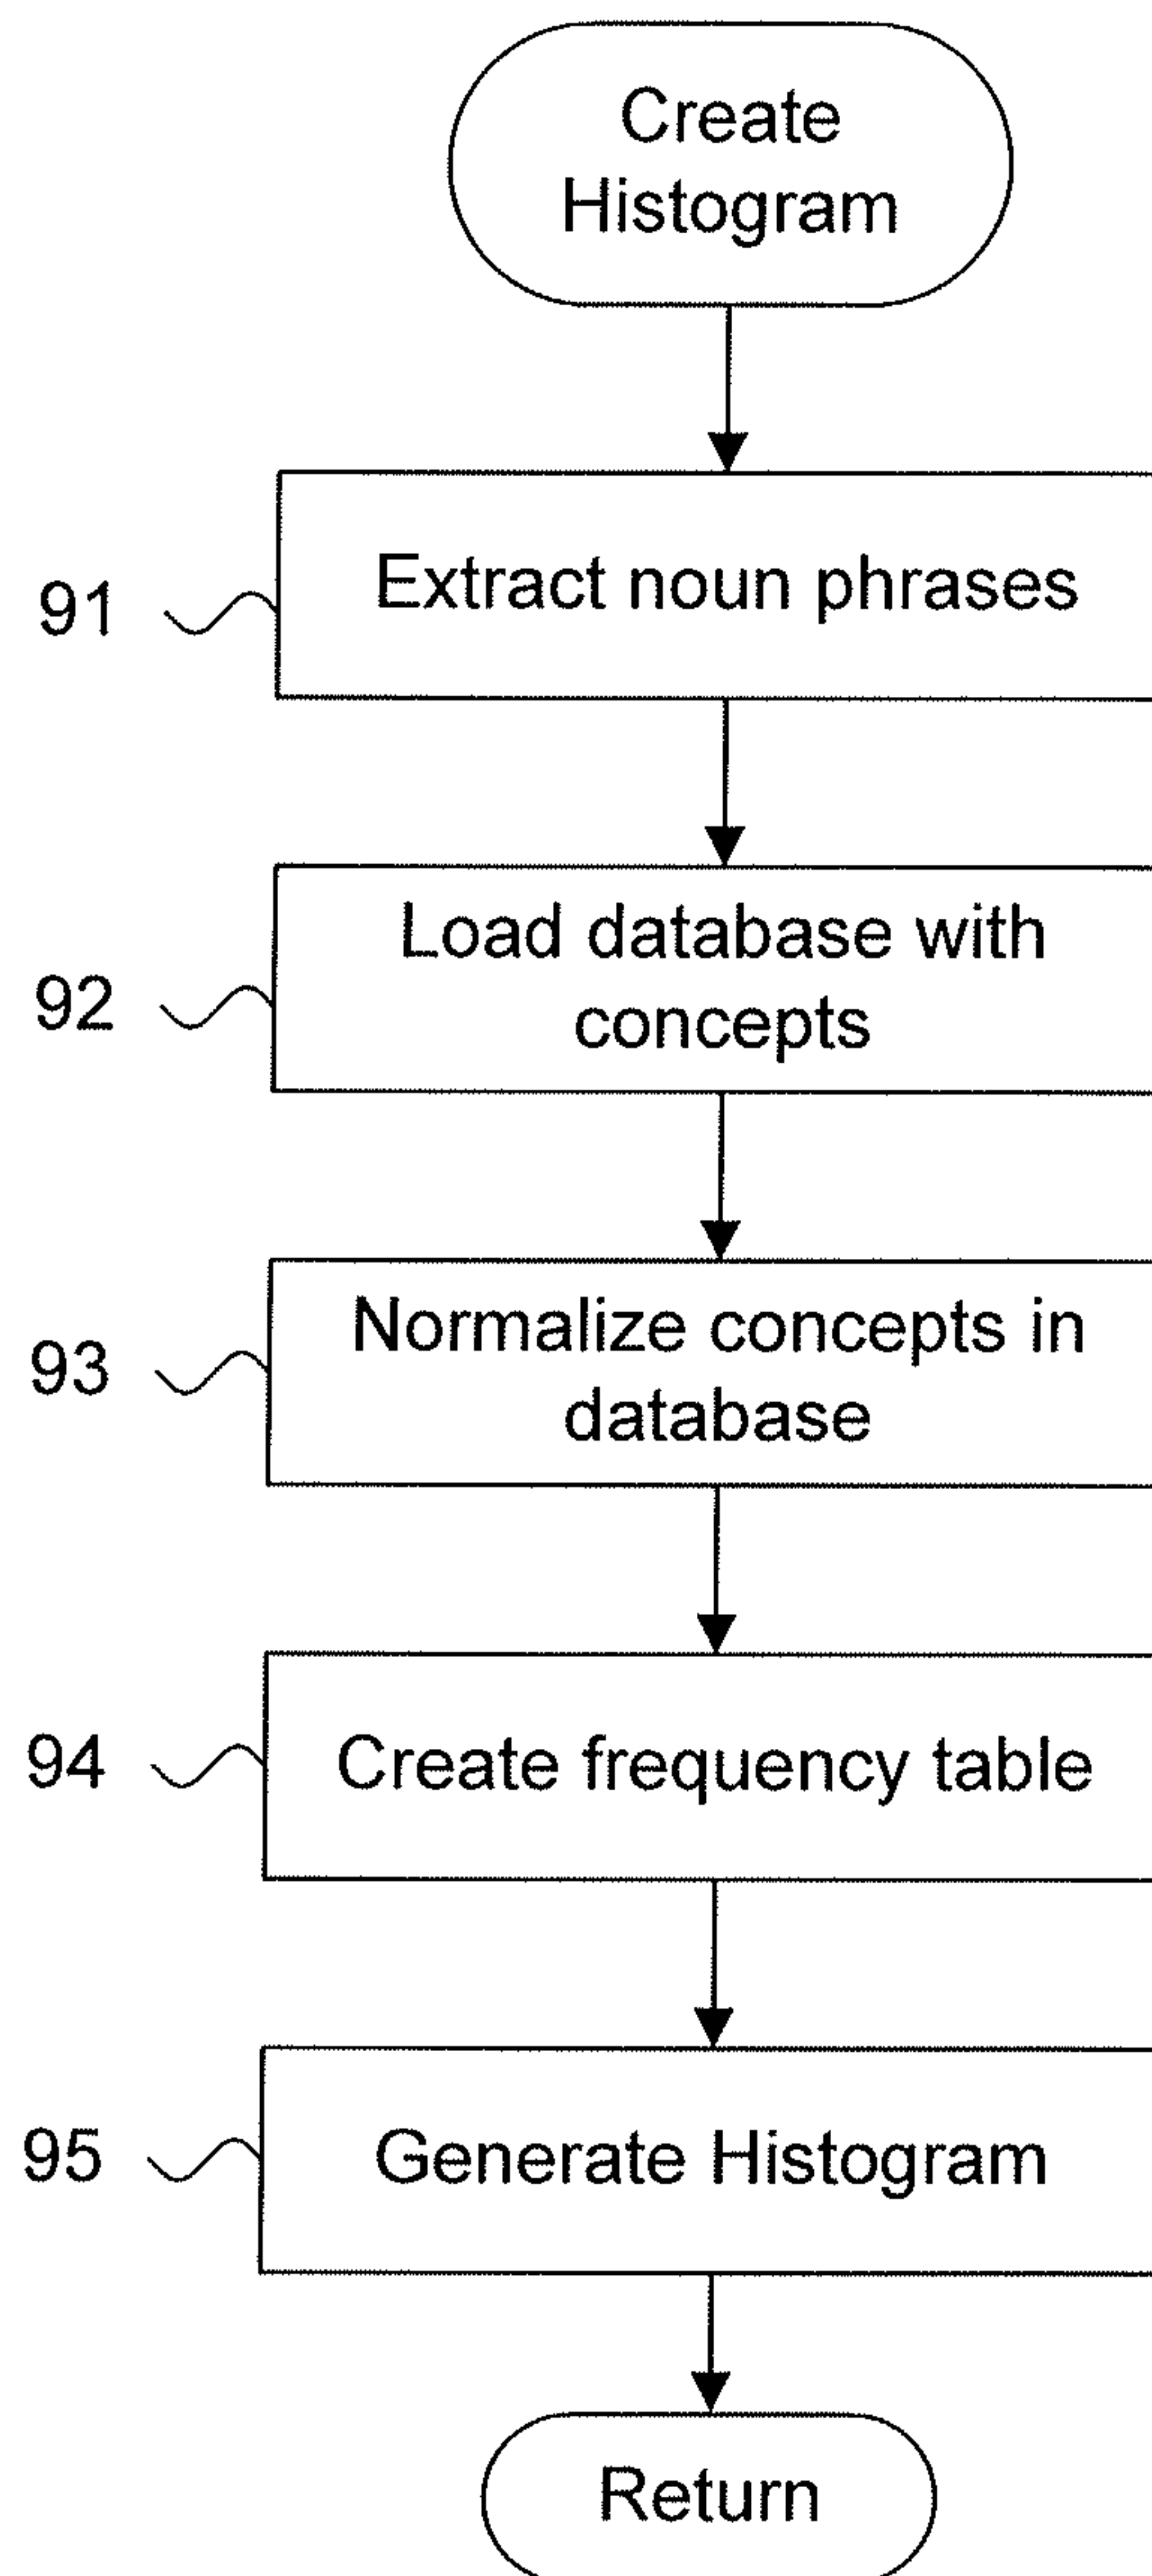 Create
Histogram
91
Extract noun phrases
92
Load database with
concepts
93
Normalize concepts in
database
94
Create frequency table
95
Generate Histogram
Return